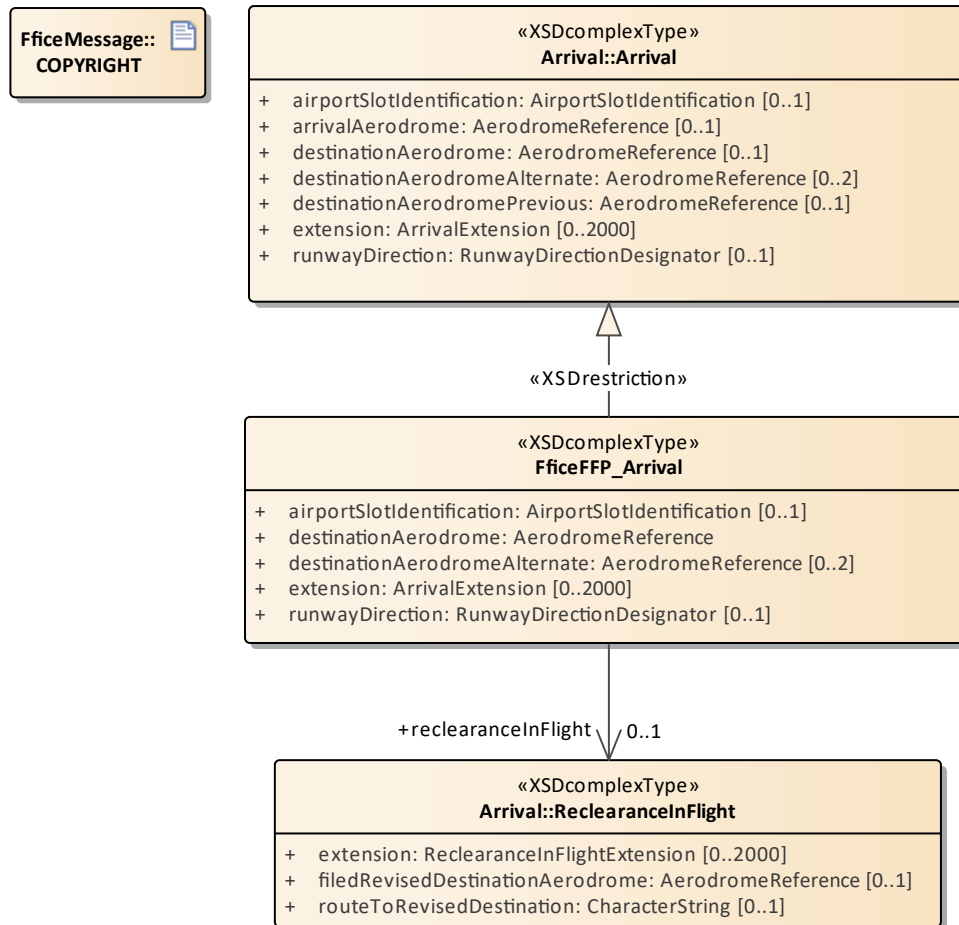 FficeMessage::
COPYRIGHT
«XSDcomplexType»
Arrival::Arrival
+ airportSlotIdentification: AirportSlotIdentification [0..1]
+ arrivalAerodrome: AerodromeReference [0..1]
+ destinationAerodrome: AerodromeReference [0..1]
+ destinationAerodromeAlternate: AerodromeReference [0..2]
+ destinationAerodromePrevious: AerodromeReference [0..1]
+ extension: ArrivalExtension [0..2000]
+ runwayDirection: RunwayDirectionDesignator [0..1]
«XSDrestriction»
«XSDcomplexType»
FficeFFP_Arrival
+ airportSlotIdentification: AirportSlotIdentification [0..1]
+ destinationAerodrome: AerodromeReference
+ destinationAerodromeAlternate: AerodromeReference [0..2]
+ extension: ArrivalExtension [0..2000]
+ runwayDirection: RunwayDirectionDesignator [0..1]
+reclearanceInFlight 0..1
«XSDcomplexType»
Arrival::ReclearanceInFlight
+ extension: ReclearanceInFlightExtension [0..2000]
+ filedRevisedDestinationAerodrome: AerodromeReference [0..1]
+ routeToRevisedDestination: CharacterString [0..1]